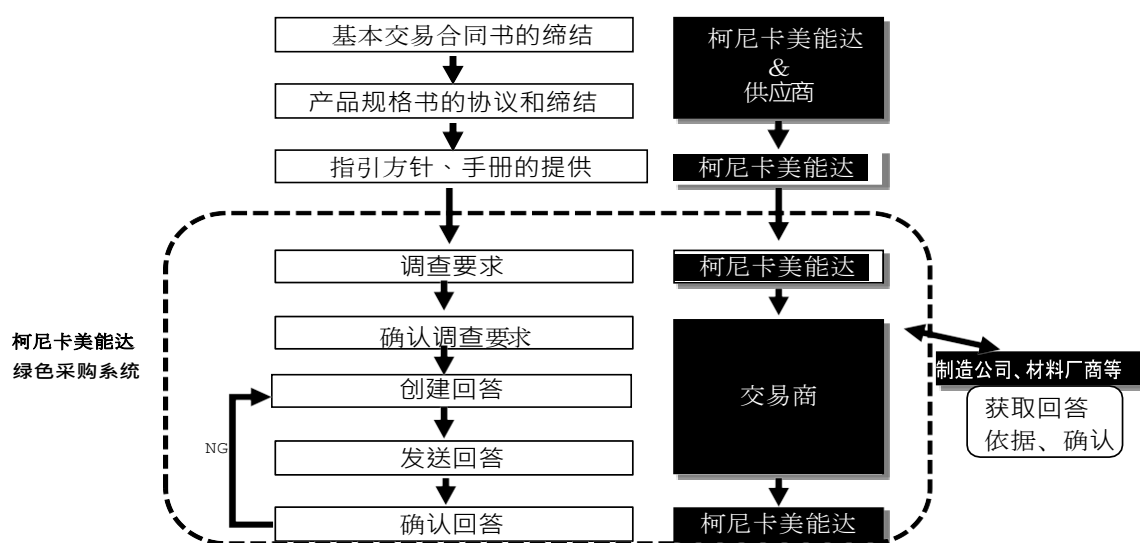 基本交易合同书的缔结
柯尼卡美能达
&
供应商
产品规格书的协议和缔结
指引方针、手册的提供
柯尼卡美能达
调查要求
柯尼卡美能达
确认调查要求
柯尼卡美能达
绿色采购系统
制造公司、材料厂商等
创建回答
交易商
获取回答
依据、确认
NG
发送回答
确认回答
柯尼卡美能达